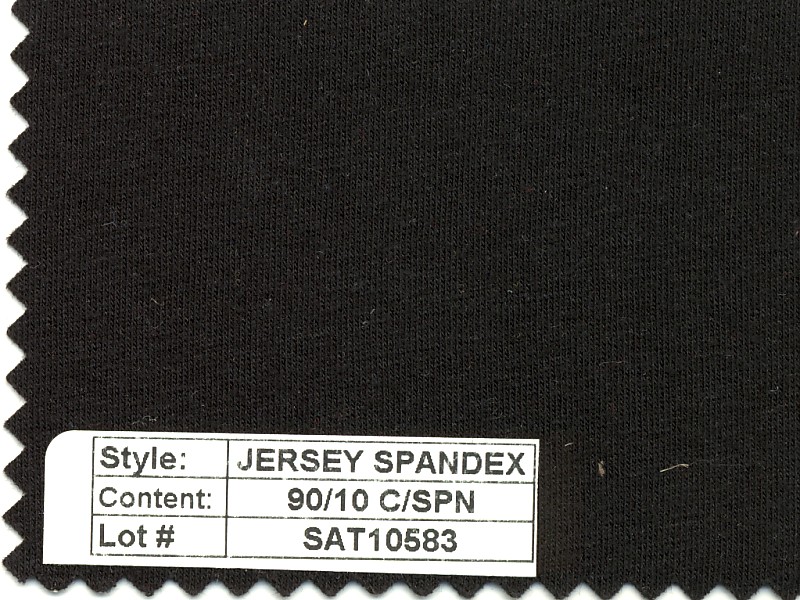 Style: JERSEY SPANDEX
Content: 90/10 C/SPN
Lot # SAT10583